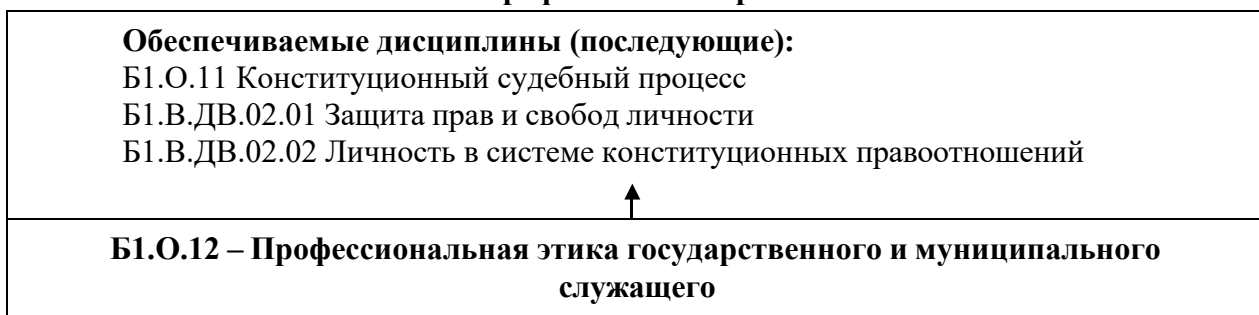 Обеспечиваемые дисциплины (последующие):
Б1.О.11 Конституционный судебный процесс
Б1.В.ДВ.02.01 Защита прав и свобод личности
Б1.В.ДВ.02.02 Личность в системе конституционных правоотношений
Б1.О.12 – Профессиональная этика государственного и муниципального
служащего